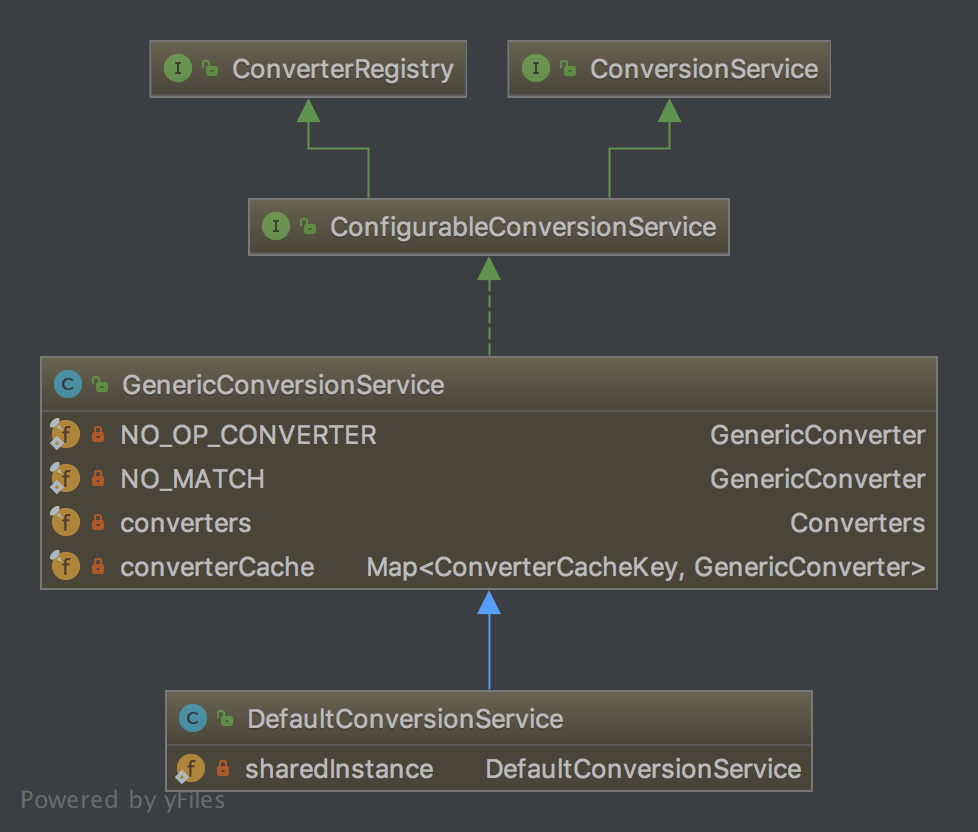 I ConverterRegistry
I ConversionService
I ConfigurableConversionService
C GenericConversionService
f NO_OP_CONVERTER GenericConverter
f NO_MATCH GenericConverter
f converters Converters
f converterCache Map<ConverterCacheKey, GenericConverter>
C DefaultConversionService
f sharedInstance DefaultConversionService
Powered by yFiles